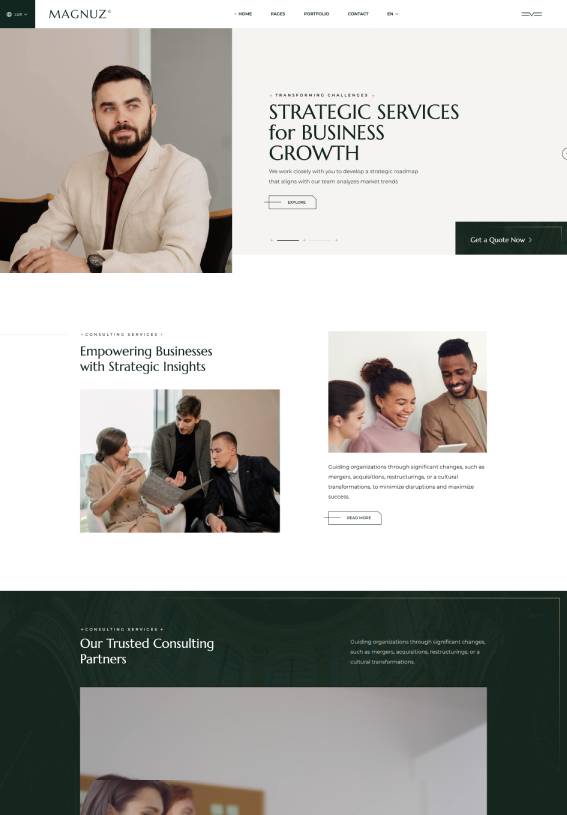 MAGNUZ
HOME
PAGES
PORTFOLIO
CONTACT
EN
TRANSFORMING CHALLENGES
STRATEGIC SERVICES
for BUSINESS
GROWTH
We work closely with you to develop a strategic roadmap
that aligns with our team analyzes market trends
EXPLORE
Get a Quote Now
CONSULTING SERVICES
Empowering Businesses
with Strategic Insights
Guiding organizations through significant changes, such as
mergers, acquisitions, restructurings, or a cultural
transformations, to minimize disruptions and maximize
success.
READ MORE
CONSULTING SERVICES
Our Trusted Consulting
Partners
Guiding organizations through significant changes,
such as mergers, acquisitions, restructurings, or a
cultural transformations.